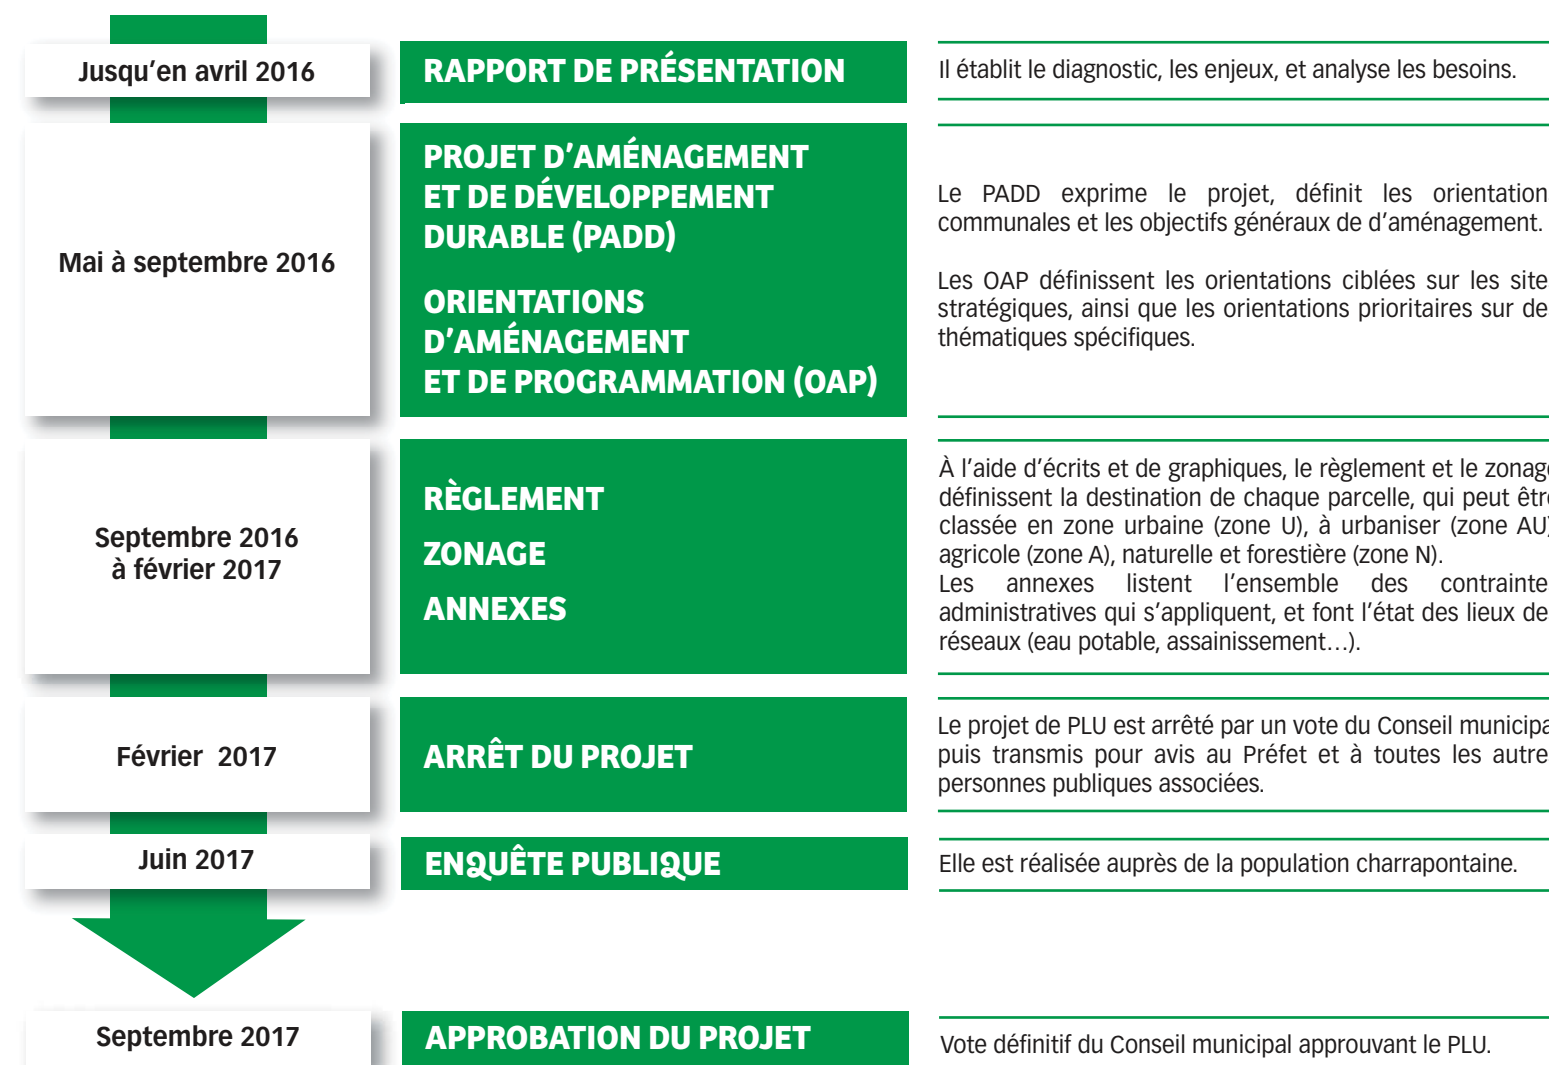 Jusqu’en avril 2016
RAPPORT DE PRÉSENTATION
Il établit le diagnostic, les enjeux, et analyse les besoins.
Mai à septembre 2016
PROJET D’AMÉNAGEMENT
ET DE DÉVELOPPEMENT
DURABLE (PADD)
ORIENTATIONS
D’AMÉNAGEMENT
ET DE PROGRAMMATION (OAP)
Le PADD exprime le projet, définit les orientation
communales et les objectifs généraux de d’aménagement.
Les OAP définissent les orientations ciblées sur les site
stratégiques, ainsi que les orientations prioritaires sur de
thématiques spécifiques.
Septembre 2016
à février 2017
RÈGLEMENT
ZONAGE
ANNEXES
À l’aide d’écrits et de graphiques, le règlement et le zonage
définissent la destination de chaque parcelle, qui peut être
classée en zone urbaine (zone U), à urbaniser (zone AU)
agricole (zone A), naturelle et forestière (zone N).
Les annexes listent l’ensemble des contrainte
administratives qui s’appliquent, et font l’état des lieux de
réseaux (eau potable, assainissement…).
Février 2017
ARRÊT DU PROJET
Le projet de PLU est arrêté par un vote du Conseil municipa
puis transmis pour avis au Préfet et à toutes les autre
personnes publiques associées.
Juin 2017
ENQUÊTE PUBLIQUE
Elle est réalisée auprès de la population charrapontaine.
Septembre 2017
APPROBATION DU PROJET
Vote définitif du Conseil municipal approuvant le PLU.